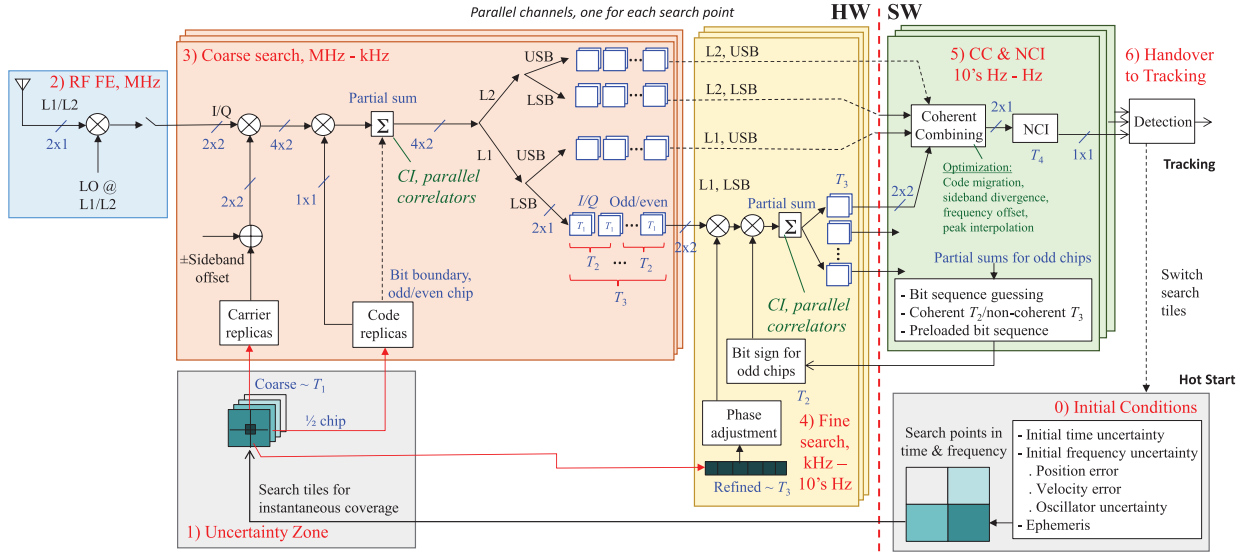 Parallel channels, one for each search point
HW
SW
3) Coarse search, MHz - kHz
2) RF FE, MHz
L1/L2
2x1
LO @
L1/L2
I/Q
2x2
4x2
Partial sum
Σ
4x2
CI, parallel
correlators
2x2
1x1
±Sideband
offset
Bit boundary,
odd/even chip
Carrier
replicas
Code
replicas
L2
L1
USB
LSB
USB
LSB
2x1
I/Q
Odd/even
T1
T1
T1
T2
...
T2
T3
2x2
L2, USB
L2, LSB
L1, USB
L1, LSB
Partial sum
Σ
T3
2x2
CI, parallel
correlators
Bit sign for
odd chips
T2
Phase
adjustment
4) Fine
search,
kHz –
10's Hz
Refined ~ T3
5) CC & NCI
10's Hz - Hz
Coherent
Combining
2x1
NCI
T4
1x1
Optimization:
Code migration,
sideband divergence,
frequency offset,
peak interpolation
Partial sums for odd chips
- Bit sequence guessing
- Coherent T2/non-coherent T3
- Preloaded bit sequence
6) Handover
to Tracking
Detection
Tracking
Switch
search
tiles
Hot Start
Coarse ~ T1
½ chip
Search tiles for
instantaneous coverage
1) Uncertainty Zone
0) Initial Conditions
Search points in
time & frequency
- Initial time uncertainty
- Initial frequency uncertainty
. Position error
. Velocity error
. Oscillator uncertainty
- Ephemeris